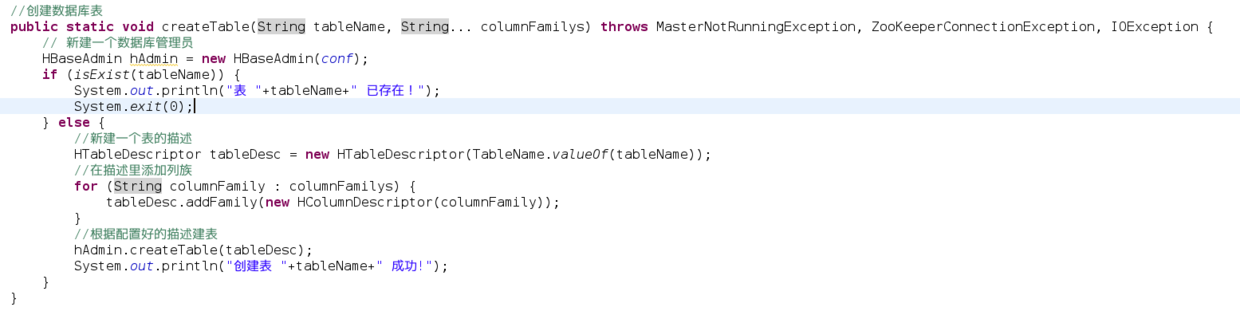 //创建数据库表
public static void createTable(String tableName, String... columnFamilys) throws MasterNotRunningException, ZooKeeperConnectionException, IOException {
    // 新建一个数据库管理员
    HBaseAdmin hAdmin = new HBaseAdmin(conf);
    if (isExist(tableName)) {
        System.out.println("表 "+tableName+" 已存在！");
        System.exit(0);
    } else {
        //新建一个表的描述
        HTableDescriptor tableDesc = new HTableDescriptor(TableName.valueOf(tableName));
        //在描述里添加列族
        for (String columnFamily : columnFamilys) {
            tableDesc.addFamily(new HColumnDescriptor(columnFamily));
        }
        //根据配置好的描述建表
        hAdmin.createTable(tableDesc);
        System.out.println("创建表 "+tableName+" 成功!");
    }
}